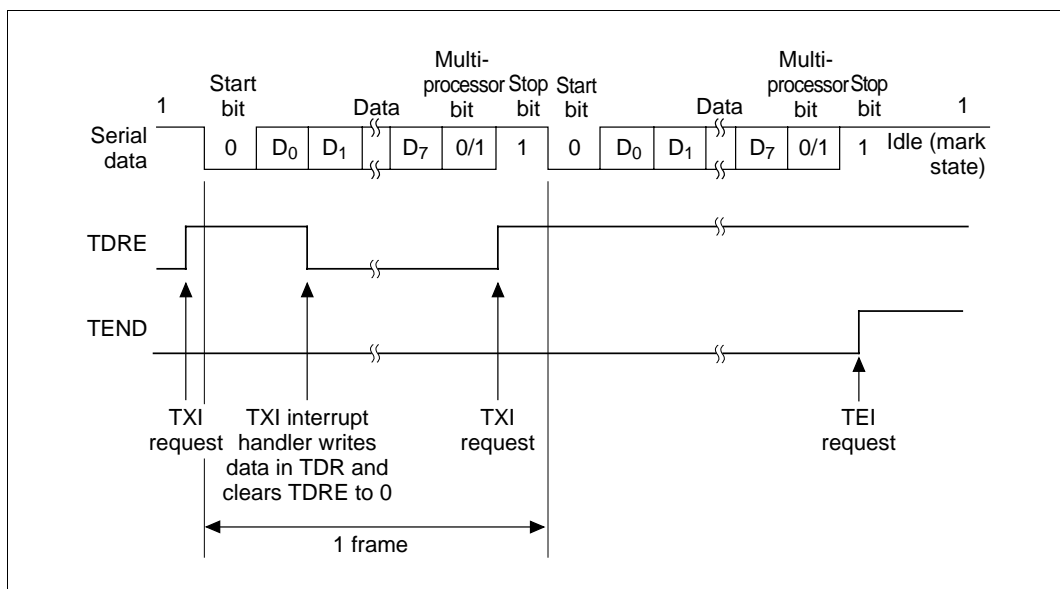 Multi-
processor
bit
Multi-
processor
bit
Start
bit
Stop
bit
Start
bit
Stop
bit
1
Data
Data
1
Serial
data
0 D0 D1 D7 0/1 1 0 D0 D1 D7 0/1 1
Idle (mark
state)
TDRE
TEND
TXI
request
TXI interrupt
handler writes
data in TDR and
clears TDRE to 0
TXI
request
TEI
request
1 frame